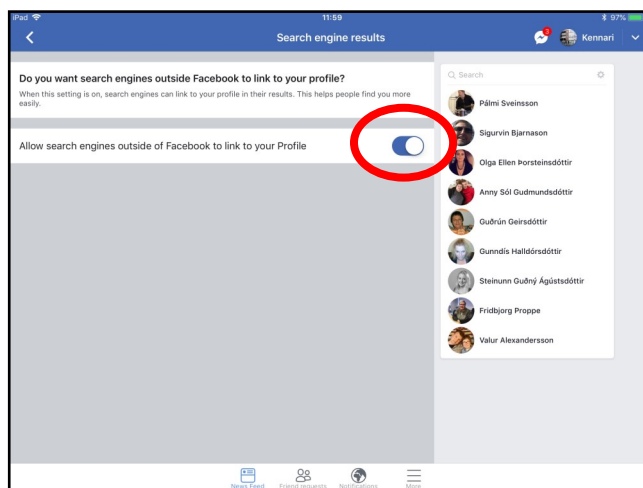 iPad 11:59 97%
Search engine results
3
Kennari
Do you want search engines outside Facebook to link to your profile?
When this setting is on, search engines can link to your profile in their results. This helps people find you more
easily.
Allow search engines outside of Facebook to link to your Profile
Search
Pálmi Sveinsson
Sigurvin Bjarnason
Olga Ellen Þorsteinsdóttir
Anny Sól Gudmundsdóttir
Guðrún Geirsdóttir
Gunndís Halldórsdóttir
Steinunn Guðný Ágústsdóttir
Fridbjorg Proppe
Valur Alexandersson
News Feed Friend requests Notifications More